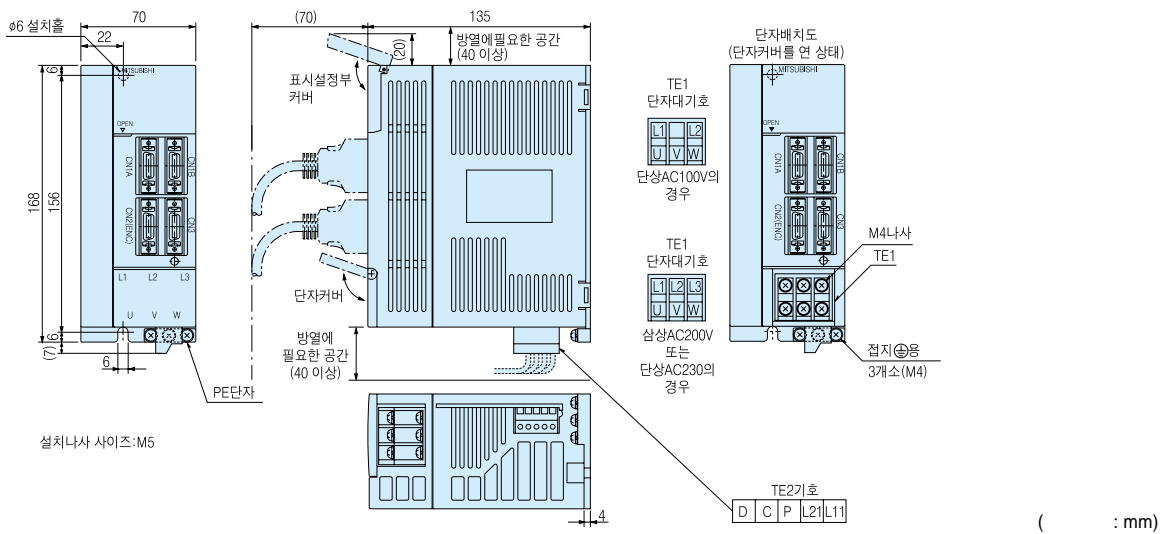 70
ø6 설치홀
22
6
MITSUBISHI
OPEN
CN1A
CN1B
CN2(ENC)
CN3
168
156
L1 L2 L3
U V W
6
(7)
6
PE단자
설치나사 사이즈:M5
(70)
135
(20)
방열에필요한 공간
(40 이상)
표시설정부
커버
단자커버
방열에
필요한 공간
(40 이상)
4
TE1
단자대기호
L1 L2
U V W
단상AC100V의
경우
TE1
단자대기호
L1 L2 L3
U V W
삼상AC200V
또는
단상AC230의
경우
TE2기호
D C P L21 L11
단자배치도
(단자커버를 연 상태)
MITSUBISHI
OPEN
CN1A
CN1B
CN2(ENC)
CN3
M4나사
TE1
접지용
3개소(M4)
( : mm)